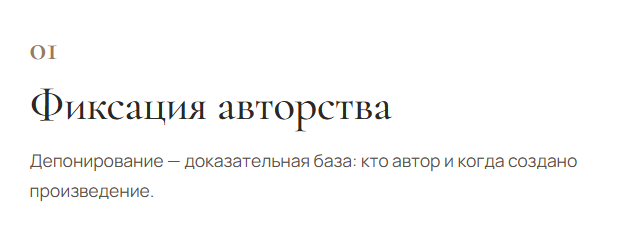 01
Фиксация авторства
Депонирование — доказательная база: кто автор и когда создано
произведение.